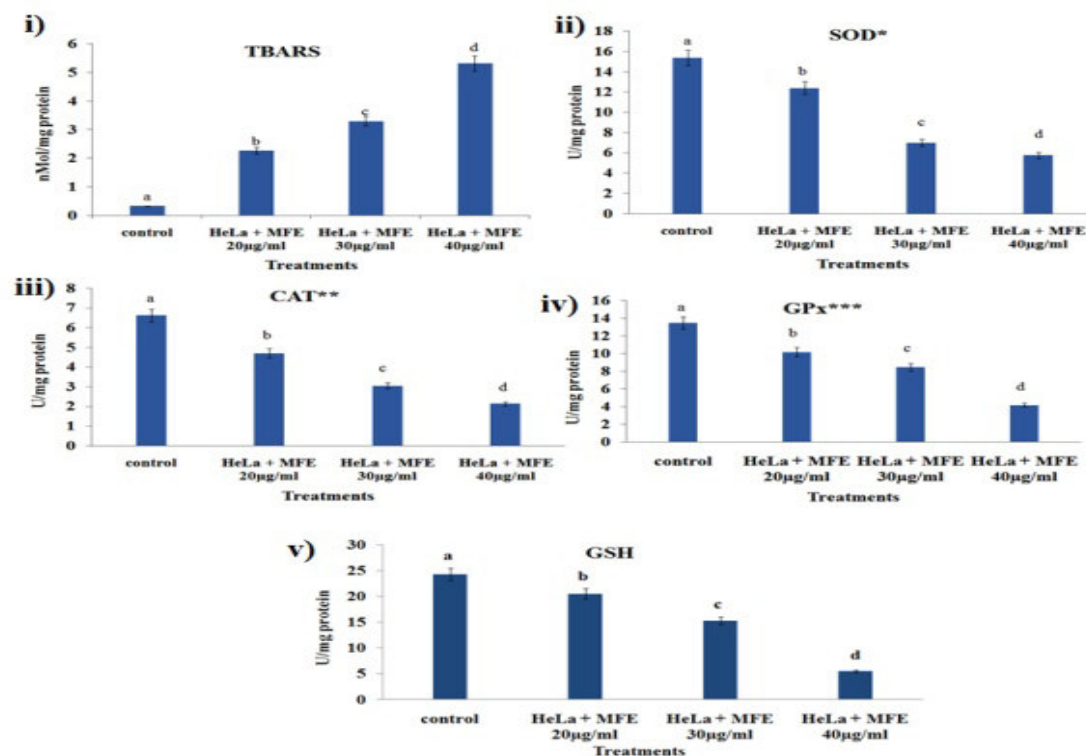 i)
TBARS
nMol/mg protein
6
5
4
3
2
1
0
a
b
c
d
control
HeLa + MFE 20µg/ml
HeLa + MFE 30µg/ml
HeLa + MFE 40µg/ml
Treatments
ii)
SOD*
U/mg protein
18
16
14
12
10
8
6
4
2
0
a
b
c
d
control
HeLa + MFE 20µg/ml
HeLa + MFE 30µg/ml
HeLa + MFE 40µg/ml
Treatments
iii)
CAT**
U/mg protein
8
7
6
5
4
3
2
1
0
a
b
c
d
control
HeLa + MFE 20µg/ml
HeLa + MFE 30µg/ml
HeLa + MFE 40µg/ml
Treatments
iv)
GPx***
U/mg protein
16
14
12
10
8
6
4
2
0
a
b
c
d
control
HeLa + MFE 20µg/ml
HeLa + MFE 30µg/ml
HeLa + MFE 40µg/ml
Treatments
v)
GSH
U/mg protein
30
25
20
15
10
5
0
a
b
c
d
control
HeLa + MFE 20µg/ml
HeLa + MFE 30µg/ml
HeLa + MFE 40µg/ml
Treatments